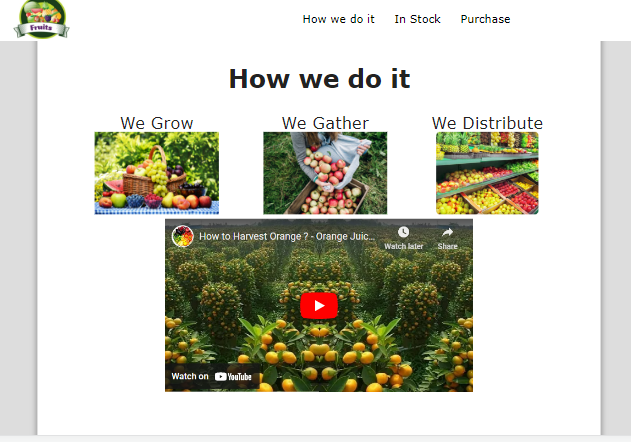 Fruits
How we do it In Stock Purchase
How we do it
We Grow We Gather We Distribute
How to Harvest Orange ? - Orange Juic...
Watch later Share
Watch on YouTube